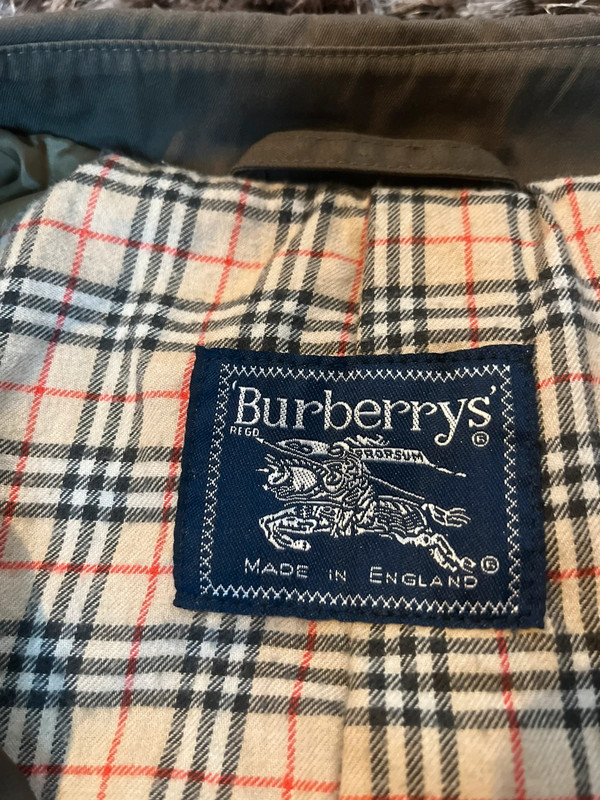 'Burberrys'
REGD
®
PRORSUM
®
MADE IN ENGLAND